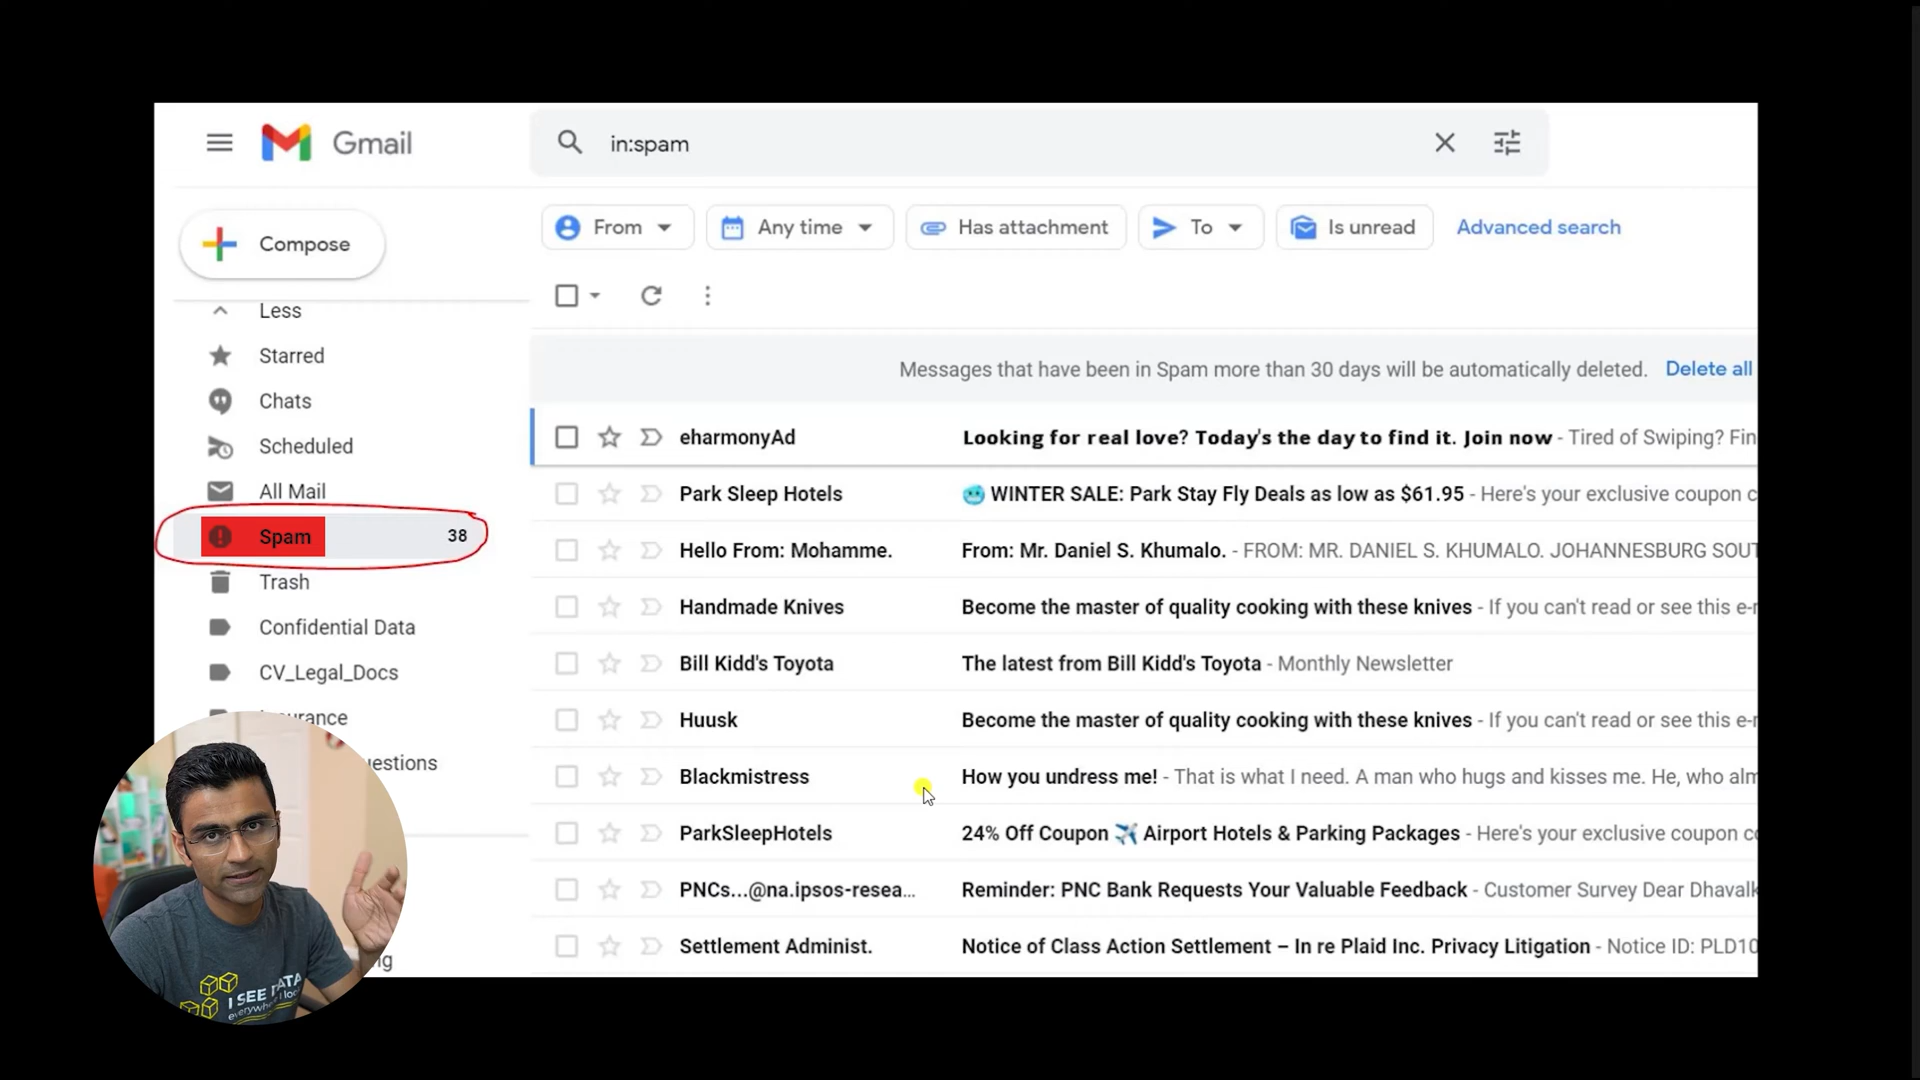 Gmail
in:spam
From
Any time
Has attachment
To
Is unread
Advanced search
Compose
Less
Starred
Chats
Scheduled
All Mail
Spam 38
Trash
Confidential Data
CV_Legal_Docs
Messages that have been in Spam more than 30 days will be automatically deleted. Delete all
eharmonyAd Looking for real love? Today's the day to find it. Join now - Tired of Swiping? Fin
Park Sleep Hotels 🥶 WINTER SALE: Park Stay Fly Deals as low as $61.95 - Here's your exclusive coupon c
Hello From: Mohamme. From: Mr. Daniel S. Khumalo. - FROM: MR. DANIEL S. KHUMALO. JOHANNESBURG SOUT
Handmade Knives Become the master of quality cooking with these knives - If you can't read or see this e-r
Bill Kidd's Toyota The latest from Bill Kidd's Toyota - Monthly Newsletter
Huusk Become the master of quality cooking with these knives - If you can't read or see this e-r
Blackmistress How you undress me! - That is what I need. A man who hugs and kisses me. He, who alm
ParkSleepHotels 24% Off Coupon ✈️ Airport Hotels & Parking Packages - Here's your exclusive coupon co
PNCs...@na.ipsos-resea... Reminder: PNC Bank Requests Your Valuable Feedback - Customer Survey Dear Dhavalk
Settlement Administ. Notice of Class Action Settlement – In re Plaid Inc. Privacy Litigation - Notice ID: PLD10
I SEE DATA
everywhere I loo